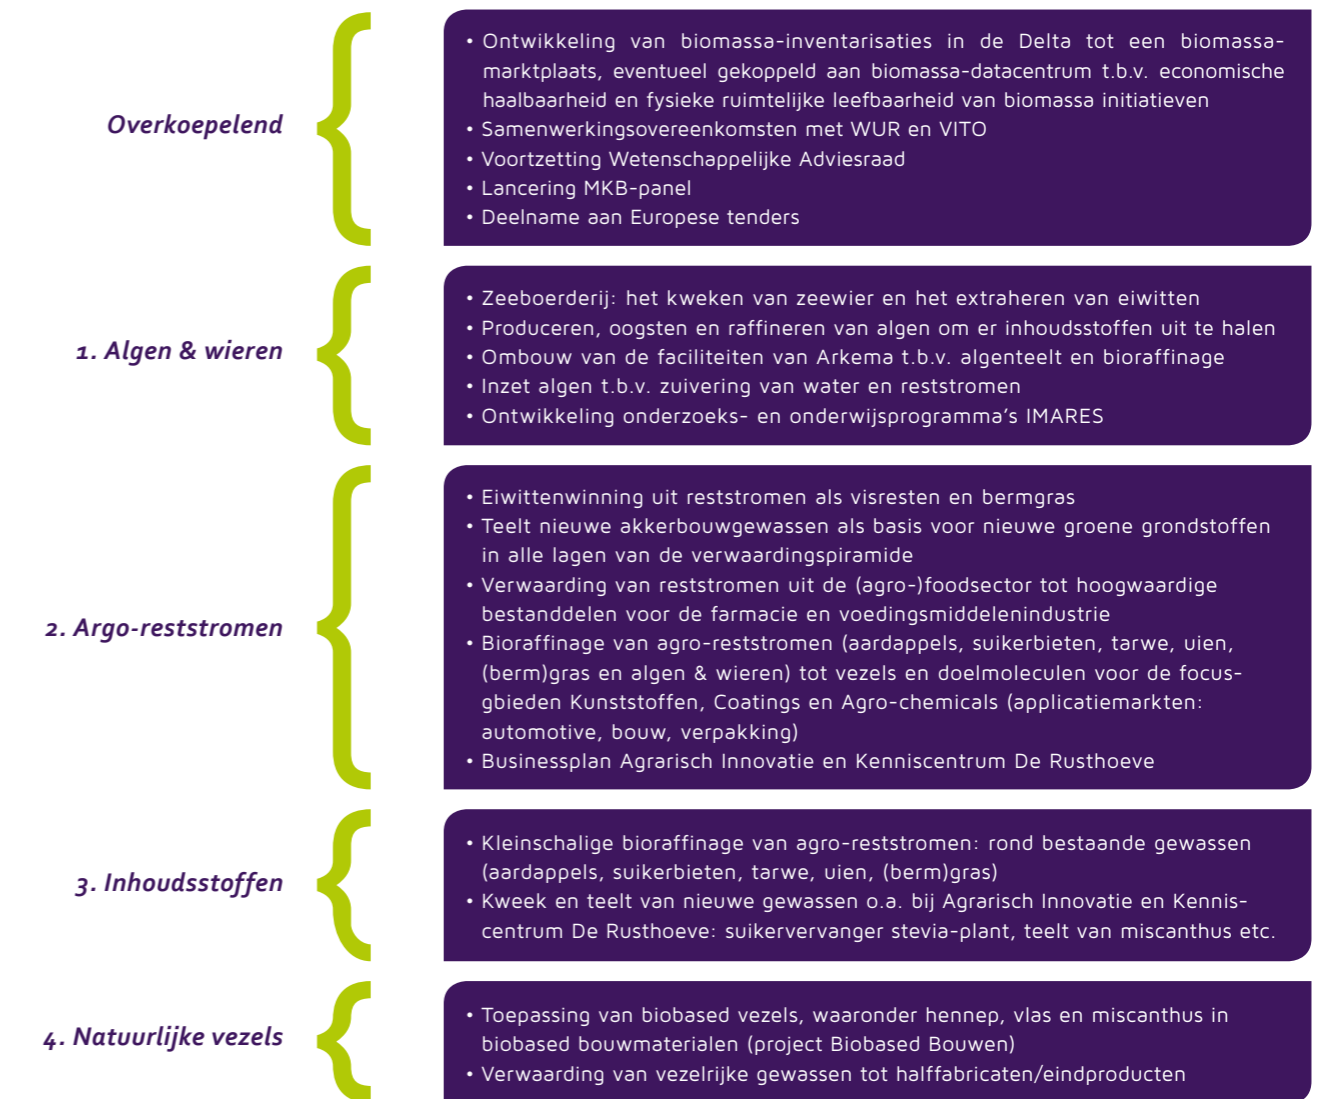 Overkoepelend
• Ontwikkeling van biomassa-inventarisaties in de Delta tot een biomassa-
marktplaats, eventueel gekoppeld aan biomassa-datacentrum t.b.v. economische
haalbaarheid en fysieke ruimtelijke leefbaarheid van biomassa initiatieven
• Samenwerkingsovereenkomsten met WUR en VITO
• Voortzetting Wetenschappelijke Adviesraad
• Lancering MKB-panel
• Deelname aan Europese tenders
1. Algen & wieren
• Zeeboerderij: het kweken van zeewier en het extraheren van eiwitten
• Produceren, oogsten en raffineren van algen om er inhoudsstoffen uit te halen
• Ombouw van de faciliteiten van Arkema t.b.v. algenteelt en bioraffinage
• Inzet algen t.b.v. zuivering van water en reststromen
• Ontwikkeling onderzoeks- en onderwijsprogramma's IMARES
2. Argo-reststromen
• Eiwittenwinning uit reststromen als visresten en bermgras
• Teelt nieuwe akkerbouwgewassen als basis voor nieuwe groene grondstoffen
in alle lagen van de verwaardingspiramide
• Verwaarding van reststromen uit de (agro-)foodsector tot hoogwaardige
bestanddelen voor de farmacie en voedingsmiddelenindustrie
• Bioraffinage van agro-reststromen (aardappels, suikerbieten, tarwe, uien,
(berm)gras en algen & wieren) tot vezels en doelmoleculen voor de focus-
gbieden Kunststoffen, Coatings en Agro-chemicals (applicatiemarkten:
automotive, bouw, verpakking)
• Businessplan Agrarisch Innovatie en Kenniscentrum De Rusthoeve
3. Inhoudsstoffen
• Kleinschalige bioraffinage van agro-reststromen: rond bestaande gewassen
(aardappels, suikerbieten, tarwe, uien, (berm)gras)
• Kweek en teelt van nieuwe gewassen o.a. bij Agrarisch Innovatie en Kennis-
centrum De Rusthoeve: suikervervanger stevia-plant, teelt van miscanthus etc.
4. Natuurlijke vezels
• Toepassing van biobased vezels, waaronder hennep, vlas en miscanthus in
biobased bouwmaterialen (project Biobased Bouwen)
• Verwaarding van vezelrijke gewassen tot halffabricaten/eindproducten